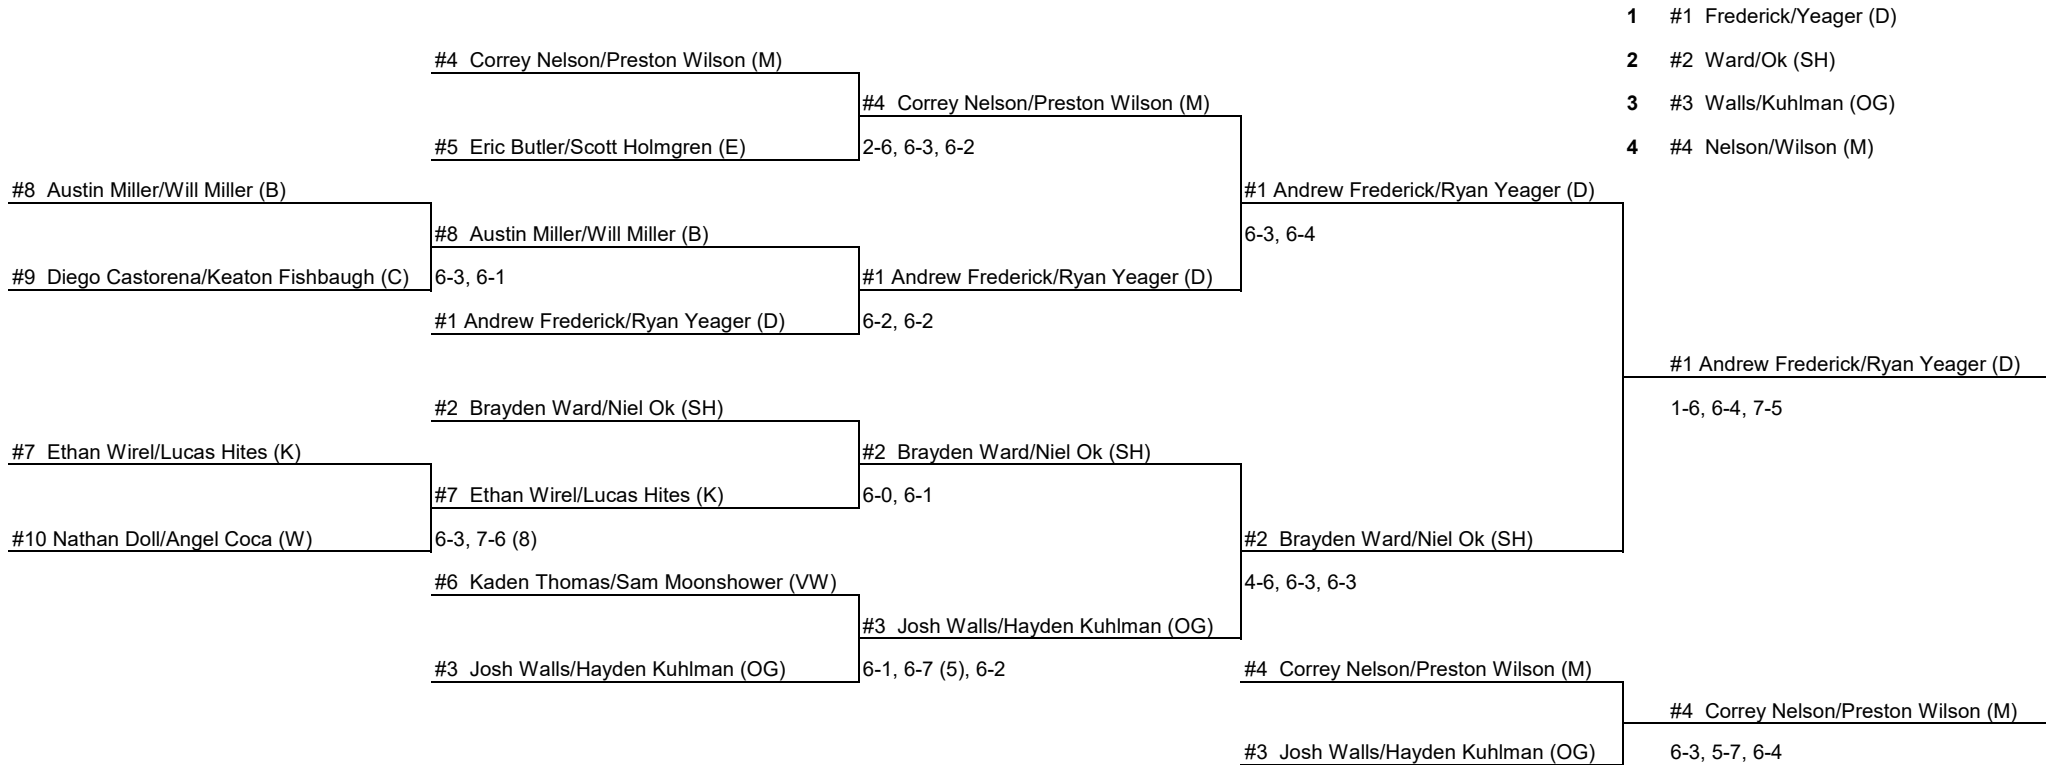 1 #1 Frederick/Yeager (D)
#4 Correy Nelson/Preston Wilson (M)
2 #2 Ward/Ok (SH)
#4 Correy Nelson/Preston Wilson (M)
3 #3 Walls/Kuhlman (OG)
#5 Eric Butler/Scott Holmgren (E)
2-6, 6-3, 6-2
4 #4 Nelson/Wilson (M)
#8 Austin Miller/Will Miller (B)
#1 Andrew Frederick/Ryan Yeager (D)
#8 Austin Miller/Will Miller (B)
6-3, 6-4
#9 Diego Castorena/Keaton Fishbaugh (C)
6-3, 6-1
#1 Andrew Frederick/Ryan Yeager (D)
#1 Andrew Frederick/Ryan Yeager (D)
6-2, 6-2
#1 Andrew Frederick/Ryan Yeager (D)
#2 Brayden Ward/Niel Ok (SH)
1-6, 6-4, 7-5
#7 Ethan Wirel/Lucas Hites (K)
#2 Brayden Ward/Niel Ok (SH)
#7 Ethan Wirel/Lucas Hites (K)
6-0, 6-1
#10 Nathan Doll/Angel Coca (W)
6-3, 7-6 (8)
#2 Brayden Ward/Niel Ok (SH)
#6 Kaden Thomas/Sam Moonshower (VW)
4-6, 6-3, 6-3
#3 Josh Walls/Hayden Kuhlman (OG)
#3 Josh Walls/Hayden Kuhlman (OG)
6-1, 6-7 (5), 6-2
#4 Correy Nelson/Preston Wilson (M)
#4 Correy Nelson/Preston Wilson (M)
#3 Josh Walls/Hayden Kuhlman (OG)
6-3, 5-7, 6-4